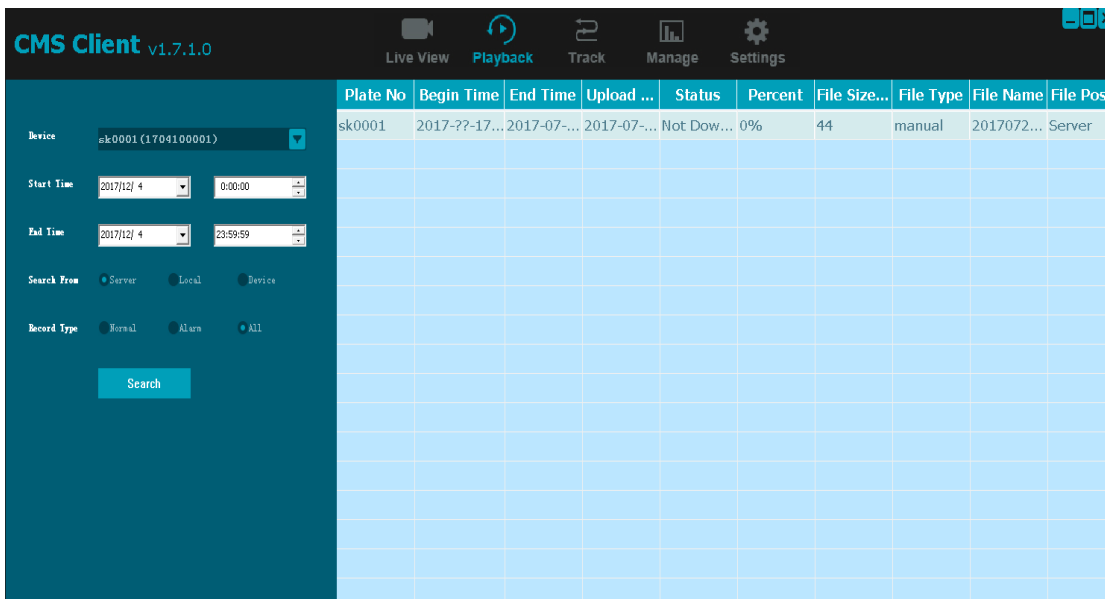 CMS Client v1.7.1.0
Live View Playback Track Manage Settings
Plate No Begin Time End Time Upload ... Status Percent File Size... File Type File Name File Pos
sk0001 2017-??-17... 2017-07-... 2017-07-... Not Dow... 0% 44 manual 2017072... Server
Device sk0001(1704100001)
Start Time 2017/12/ 4 0:00:00
End Time 2017/12/ 4 23:59:59
Search From Server Local Device
Record Type Normal Alarm All
Search